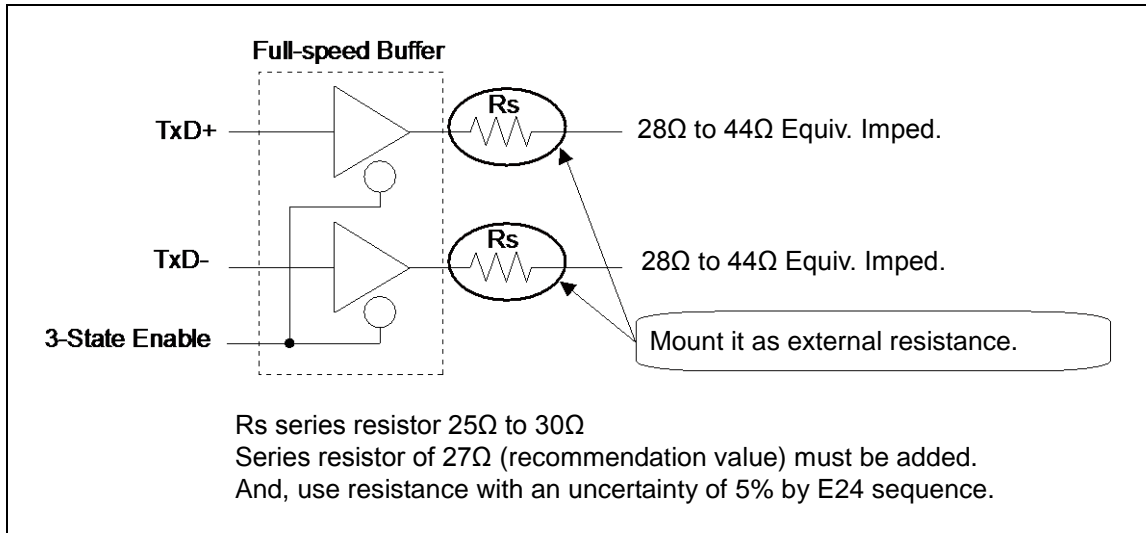 Full-speed Buffer
Rs
TxD+
28Ω to 44Ω Equiv. Imped.
Rs
TxD-
28Ω to 44Ω Equiv. Imped.
3-State Enable
Mount it as external resistance.
Rs series resistor 25Ω to 30Ω
Series resistor of 27Ω (recommendation value) must be added.
And, use resistance with an uncertainty of 5% by E24 sequence.